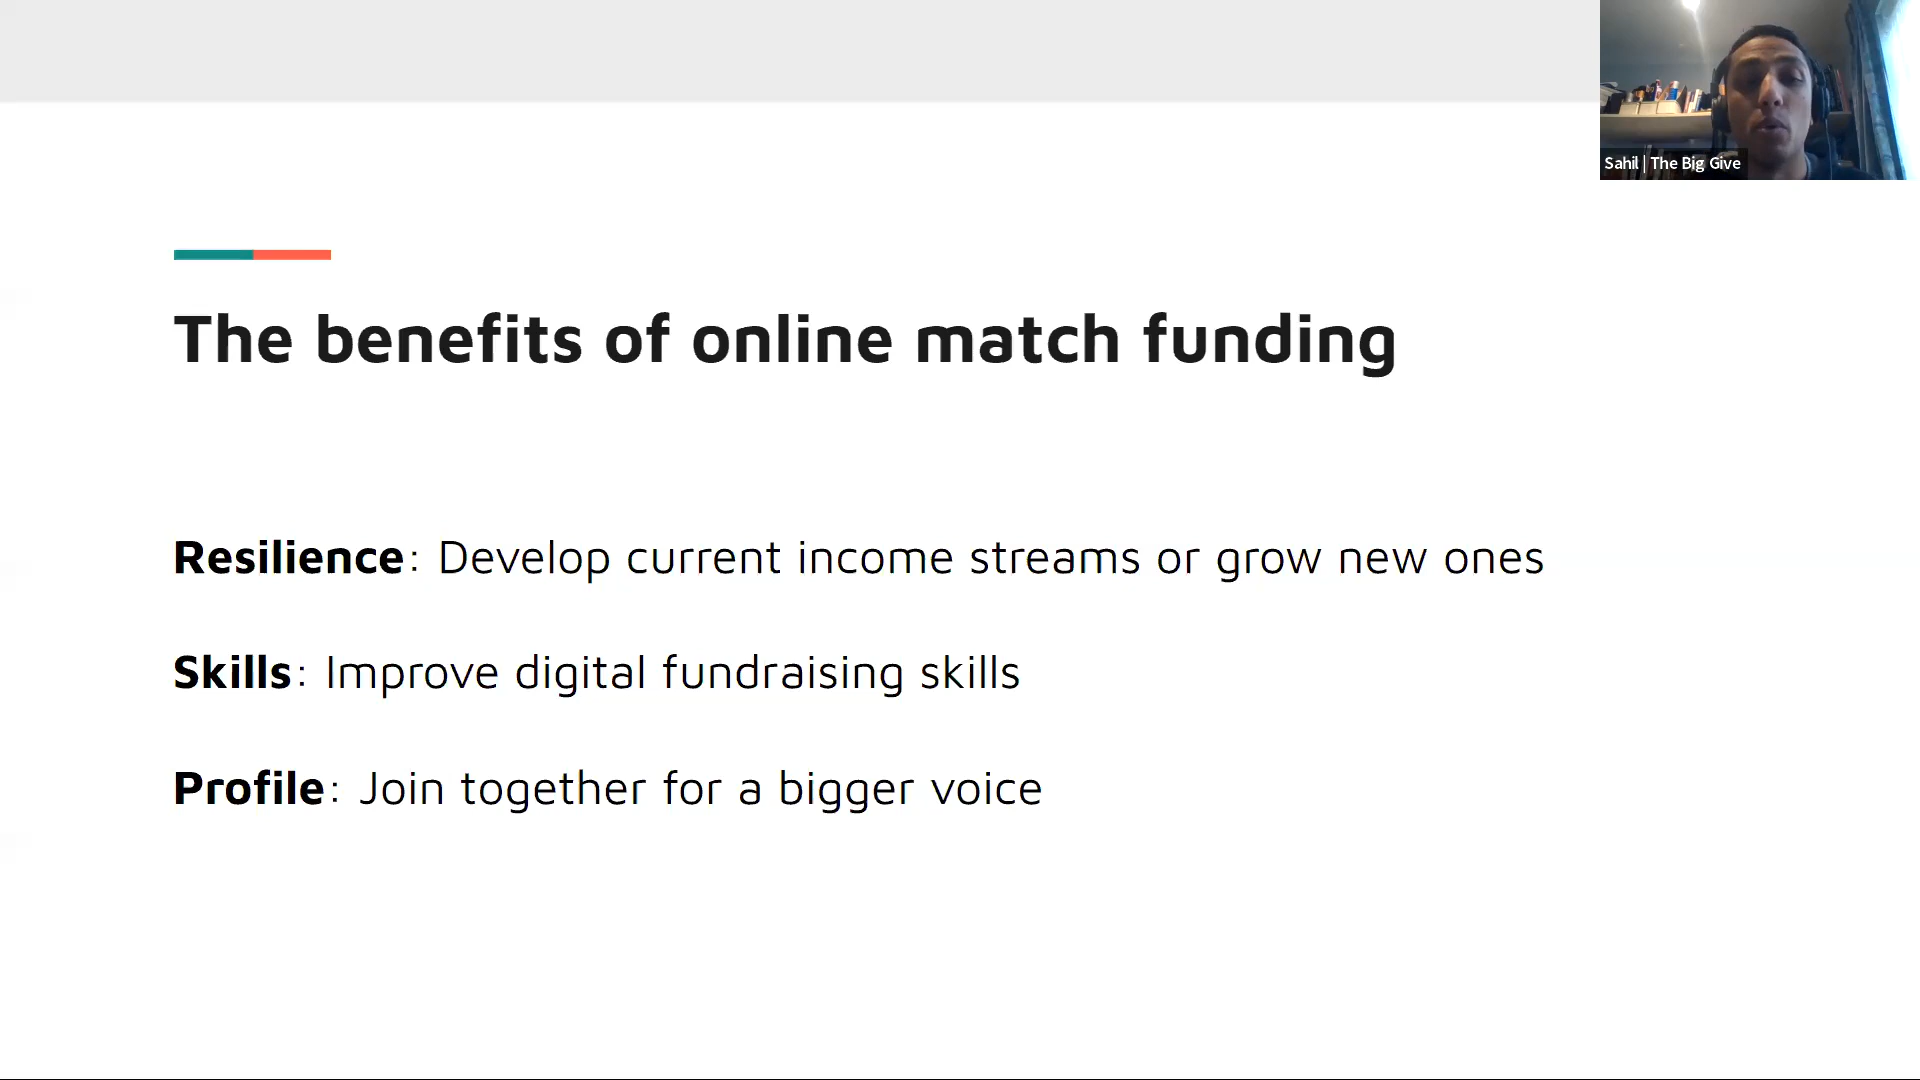 Sahil | The Big Give
The benefits of online match funding
Resilience: Develop current income streams or grow new ones
Skills: Improve digital fundraising skills
Profile: Join together for a bigger voice